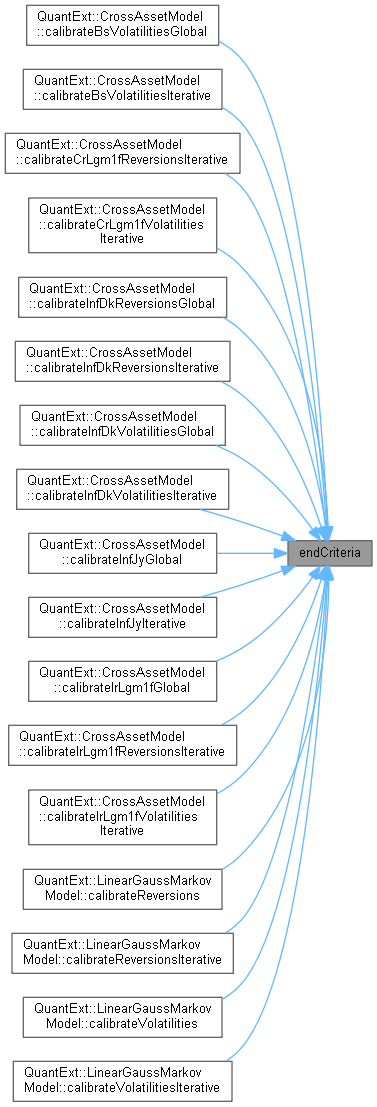 QuantExt::CrossAssetModel
::calibrateBsVolatilitiesGlobal
QuantExt::CrossAssetModel
::calibrateBsVolatilitiesIterative
QuantExt::CrossAssetModel
::calibrateCrLgm1fReversionsIterative
QuantExt::CrossAssetModel
::calibrateCrLgm1fVolatilities
Iterative
QuantExt::CrossAssetModel
::calibrateInfDkReversionsGlobal
QuantExt::CrossAssetModel
::calibrateInfDkReversionsIterative
QuantExt::CrossAssetModel
::calibrateInfDkVolatilitiesGlobal
QuantExt::CrossAssetModel
::calibrateInfDkVolatilitiesIterative
QuantExt::CrossAssetModel
::calibrateInfJyGlobal
endCriteria
QuantExt::CrossAssetModel
::calibrateInfJyIterative
QuantExt::CrossAssetModel
::calibrateIrLgm1fGlobal
QuantExt::CrossAssetModel
::calibrateIrLgm1fReversionsIterative
QuantExt::CrossAssetModel
::calibrateIrLgm1fVolatilities
Iterative
QuantExt::LinearGaussMarkov
Model::calibrateReversions
QuantExt::LinearGaussMarkov
Model::calibrateReversionsIterative
QuantExt::LinearGaussMarkov
Model::calibrateVolatilities
QuantExt::LinearGaussMarkov
Model::calibrateVolatilitiesIterative